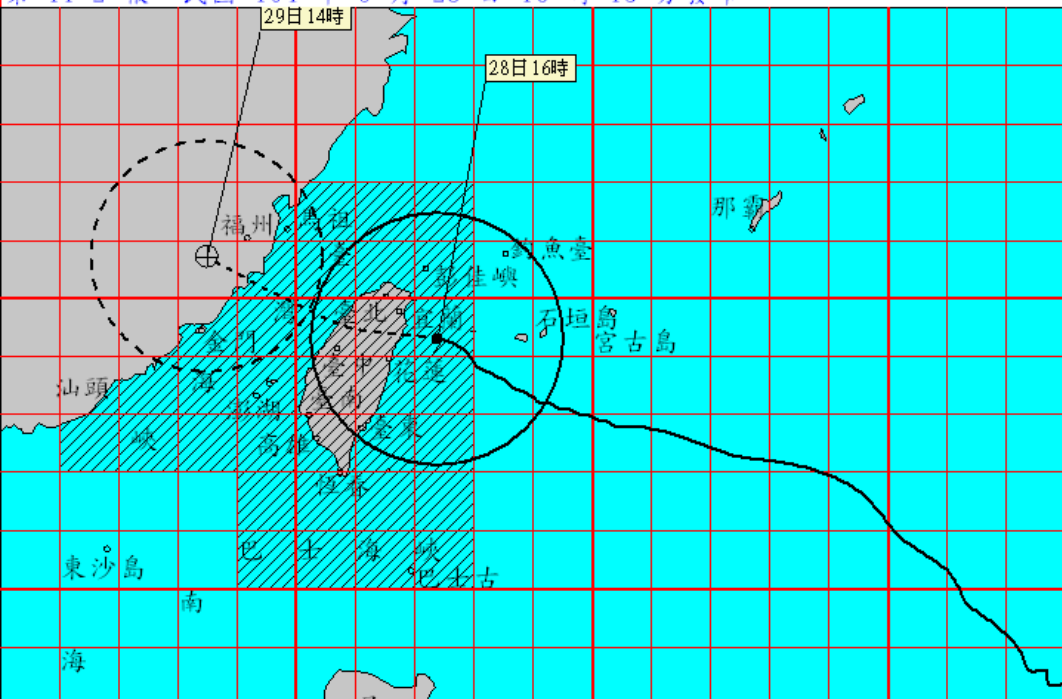 29日14時
28日16時
那霸
福州
馬祖
臺
釣魚臺
彭佳嶼
灣
臺北
宜蘭
石垣島
宮古島
金門
臺中
花蓮
海
汕頭
澎湖
臺南
臺東
峽
高雄
恆春
巴士海峽
東沙島
巴士古
南
海